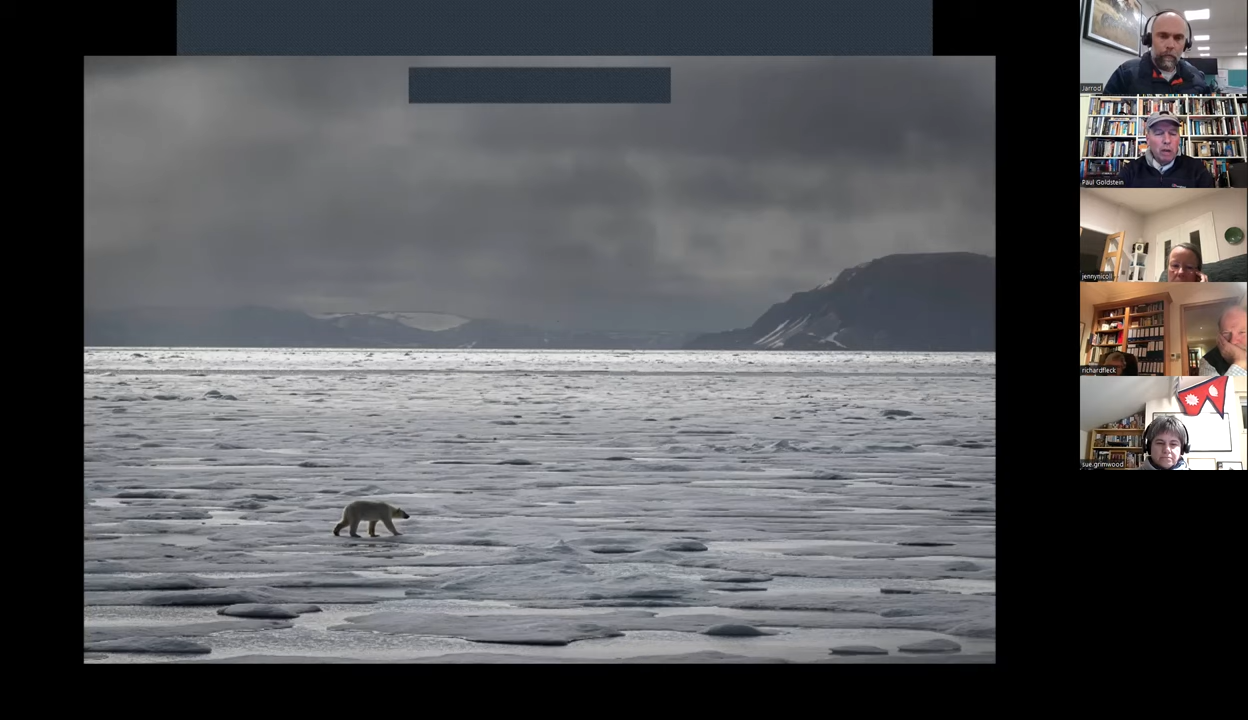 Jarrod
Paul Goldstein
jennynicoll
richardfleck
sue.grimwood